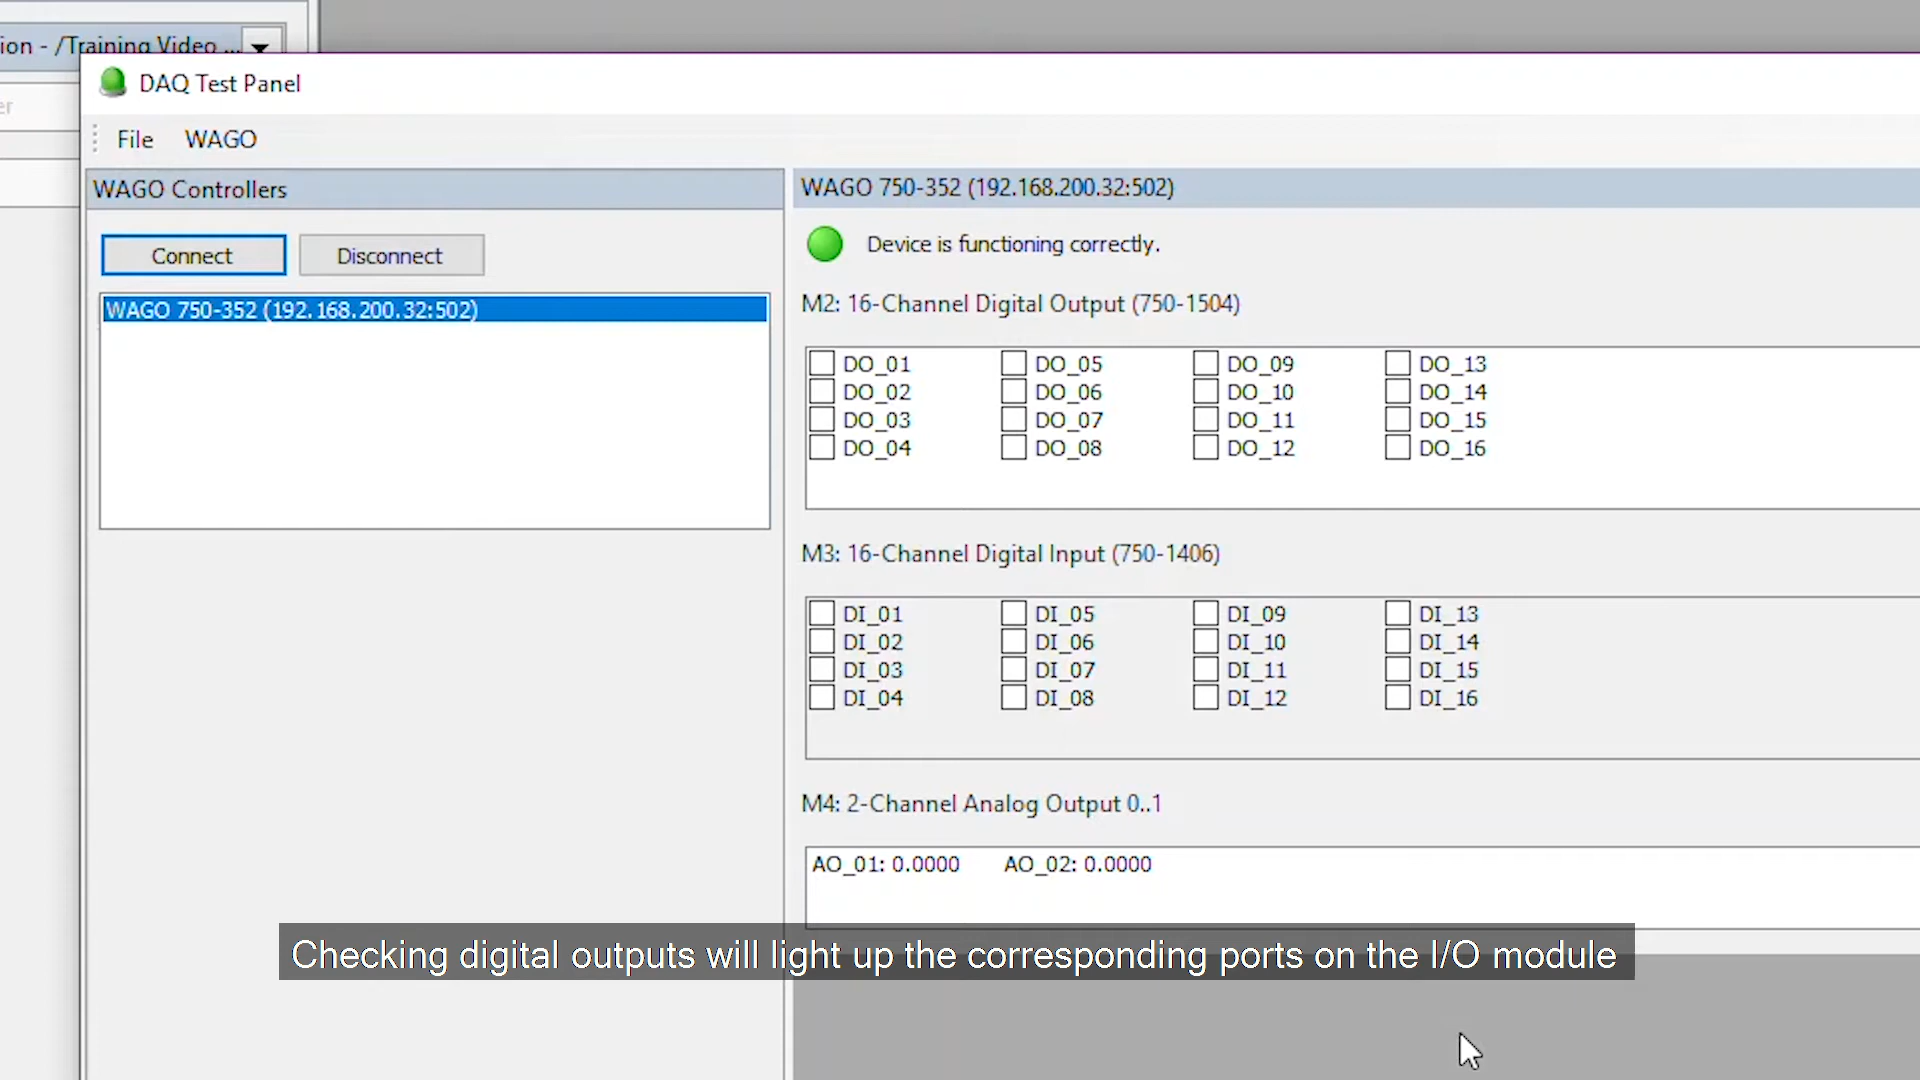 ion - /Training Video ...
er
DAQ Test Panel
File WAGO
WAGO Controllers
Connect Disconnect
WAGO 750-352 (192.168.200.32:502)
WAGO 750-352 (192.168.200.32:502)
Device is functioning correctly.
M2: 16-Channel Digital Output (750-1504)
DO_01 DO_05 DO_09 DO_13
DO_02 DO_06 DO_10 DO_14
DO_03 DO_07 DO_11 DO_15
DO_04 DO_08 DO_12 DO_16
M3: 16-Channel Digital Input (750-1406)
DI_01 DI_05 DI_09 DI_13
DI_02 DI_06 DI_10 DI_14
DI_03 DI_07 DI_11 DI_15
DI_04 DI_08 DI_12 DI_16
M4: 2-Channel Analog Output 0..1
AO_01: 0.0000 AO_02: 0.0000
Checking digital outputs will light up the corresponding ports on the I/O module